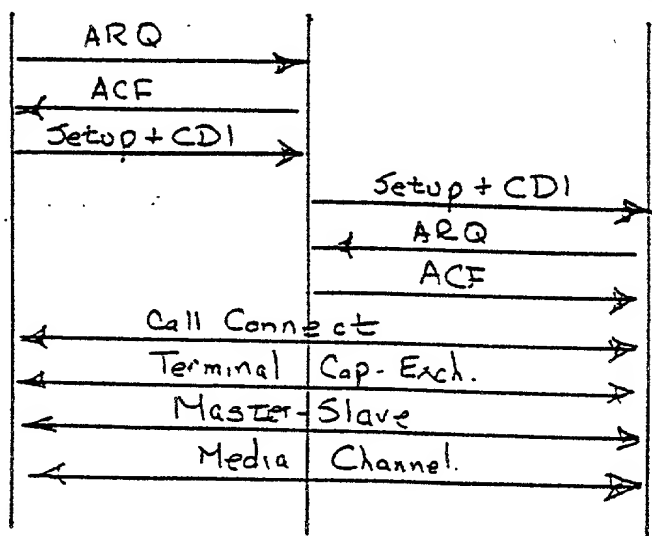 ARQ
ACF
Setup + CDI
Setup + CDI
ARQ
ACF
Call Connect
Terminal Cap- Exch.
Master-Slave
Media Channel.